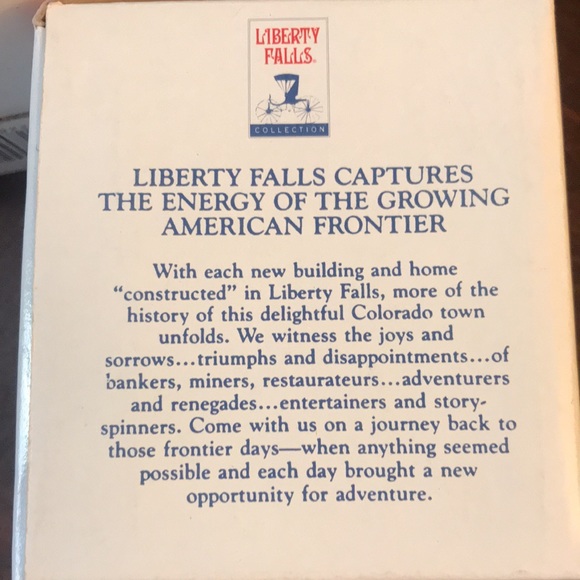 LIBERTY
FALLS
COLLECTION
LIBERTY FALLS CAPTURES
THE ENERGY OF THE GROWING
AMERICAN FRONTIER
With each new building and home
“constructed” in Liberty Falls, more of the
history of this delightful Colorado town
unfolds. We witness the joys and
sorrows...triumphs and disappointments...of
bankers, miners, restaurateurs...adventurers
and renegades...entertainers and story-
spinners. Come with us on a journey back to
those frontier days—when anything seemed
possible and each day brought a new
opportunity for adventure.